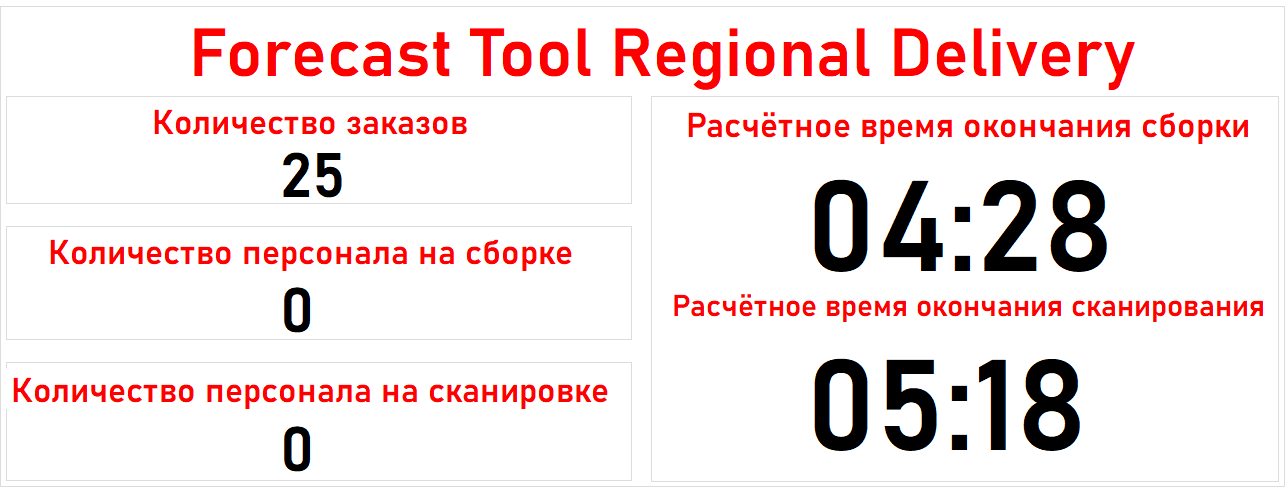 Forecast Tool Regional Delivery
Количество заказов
25
Количество персонала на сборке
0
Количество персонала на сканировке
0
Расчётное время окончания сборки
04:28
Расчётное время окончания сканирования
05:18